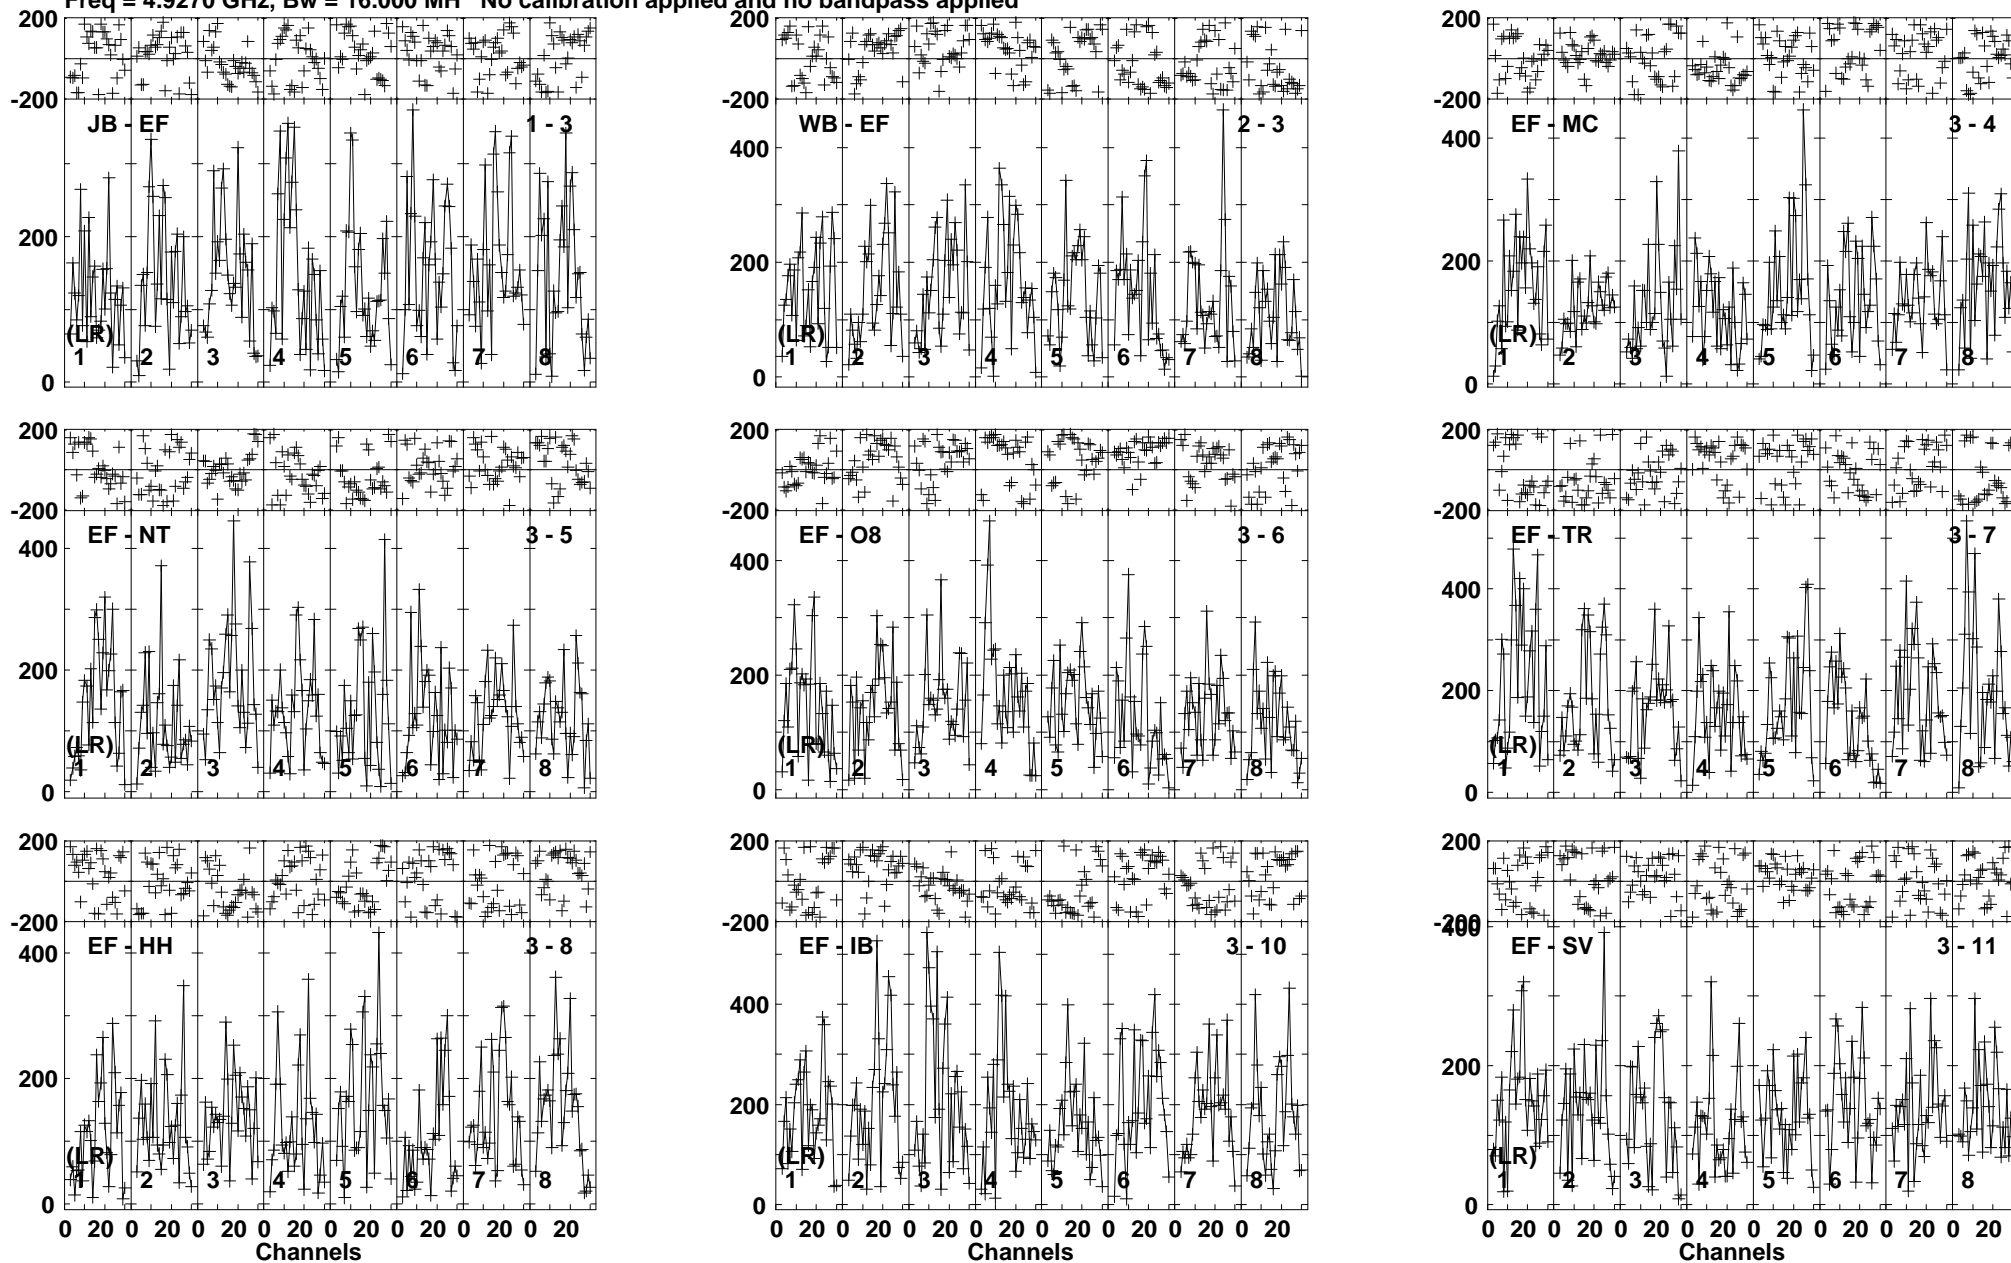 Freq = 4.9270 GHz, Bw = 16.000 MH No calibration applied and no bandpass applied
200 200 200
-200 -200 -200
JB - EF 1 - 3 WB - EF 2 - 3 EF - MC 3 - 4
400 400
200 200 200
(LR) (LR) (LR)
1 2 3 4 5 6 7 8 1 2 3 4 5 6 7 8 1 2 3 4 5 6 7 8
0 0 0
200 200 200
-200 -200 -200
EF - NT 3 - 5 EF - O8 3 - 6 EF - TR 3 - 7
400 400 400
200 200 200
(LR) (LR) (LR)
1 2 3 4 5 6 7 8 1 2 3 4 5 6 7 8 1 2 3 4 5 6 7 8
0 0 0
200 200 200
-200 -200 -200
400
EF - HH 3 - 8 EF - IB 3 - 10 EF - SV 3 - 11
400 400
200 200 200
(LR) (LR) (LR)
1 2 3 4 5 6 7 8 1 2 3 4 5 6 7 8 1 2 3 4 5 6 7 8
0 0 0
0 20 0 20 0 20 0 20 0 20 0 20 0 20 0 20 0 20 0 20 0 20 0 20 0 20 0 20 0 20 0 20 0 20 0 20 0 20 0 20 0 20 0 20 0 20 0 20
Channels Channels Channels